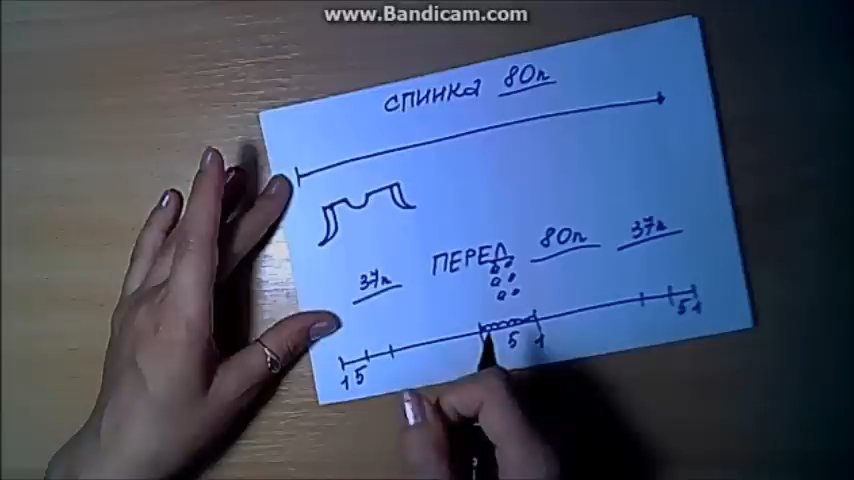 www.Bandicam.com
СПИНКА 80п
ПЕРЕД 80п 37п
37п
5 1
5 1
1 5